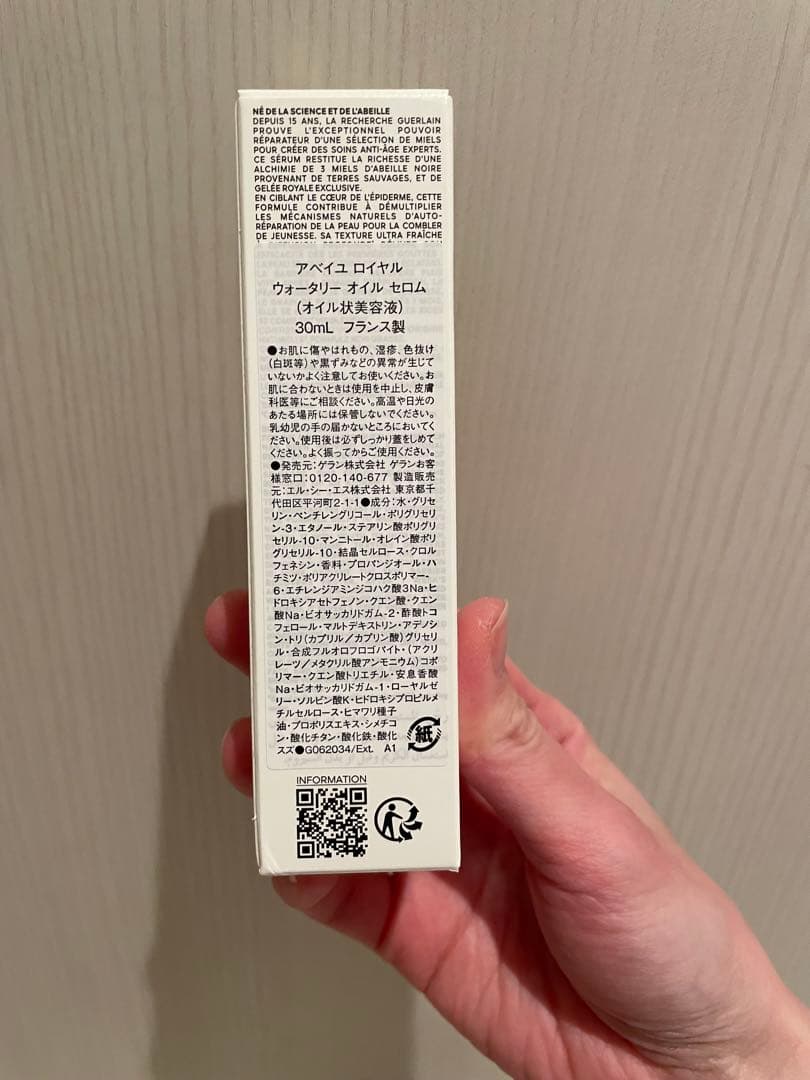 NÉ DE LA SCIENCE ET DE L'ABEILLE
DEPUIS 15 ANS, LA RECHERCHE GUERLAIN
PROUVE L'EXCEPTIONNEL POUVOIR
RÉPARATEUR D'UNE SÉLECTION DE MIELS
POUR CRÉER DES SOINS ANTI-ÂGE EXPERTS.
CE SÉRUM RESTITUE LA RICHESSE D'UNE
ALCHIMIE DE 3 MIELS D'ABEILLE NOIRE
PROVENANT DE TERRES SAUVAGES, ET DE
GELÉE ROYALE EXCLUSIVE.
EN CIBLANT LE CŒUR DE L'ÉPIDERME, CETTE
FORMULE CONTRIBUE À DÉMULTIPLIER
LES MÉCANISMES NATURELS D'AUTO-
RÉPARATION DE LA PEAU POUR LA COMBLER
DE JEUNESSE. SA TEXTURE ULTRA FRAÎCHE
アベイユ ロイヤル
ウォータリー オイル セロム
(オイル状美容液)
30mL フランス製
●お肌に傷やはれもの、湿疹、色抜け
(白斑等)や黒ずみなどの異常が生じて
いないかよく注意してお使いください。お
肌に合わないときは使用を中止し、皮膚
科医等にご相談ください。高温や日光の
あたる場所には保管しないでください。
乳幼児の手の届かないところにおいてく
ださい。使用後は必ずしっかり蓋をしめて
ください。よく振ってからご使用ください。
●発売元:ゲラン株式会社 ゲランお客
様窓口:0120-140-677 製造販売
元:エル・シー・エス株式会社 東京都千
代田区平河町2-1-1●成分:水・グリセ
リン・ペンチレングリコール・ポリグリセリ
ン-3・エタノール・ステアリン酸ポリグリ
セリル-10・マンニトール・オレイン酸ポリ
グリセリル-10・結晶セルロース・クロル
フェネシン・香料・プロパンジオール・ハ
チミツ・ポリアクリレートクロスポリマー-
6・エチレンジアミンジコハク酸3Na・ヒ
ドロキシアセトフェノン・クエン酸・クエン
酸Na・ビオサッカリドガム-2・酢酸トコ
フェロール・マルトデキストリン・アデノシ
ン・トリ(カプリル/カプリン酸)グリセリ
ル・合成フルオロフロゴパイト・(アクリ
レーツ/メタクリル酸アンモニウム)コポ
リマー・クエン酸トリエチル・安息香酸
Na・ビオサッカリドガム-1・ローヤルゼ
リー・ソルビン酸K・ヒドロキシプロピルメ
チルセルロース・ヒマワリ種子
油・プロポリスエキス・シメチコ
ン・酸化チタン・酸化鉄・酸化
スズ●G062034/Ext. A1
紙
INFORMATION